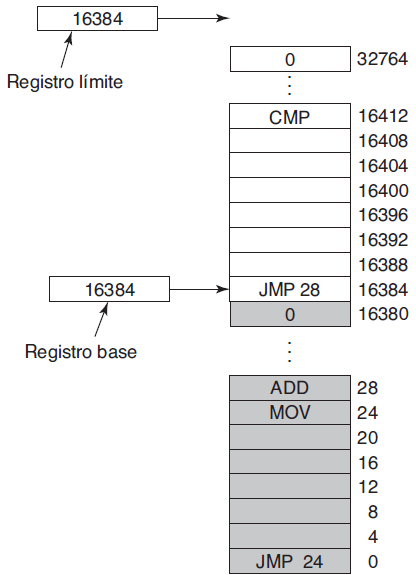 16384
Registro límite
0 32764
CMP 16412
16408
16404
16400
16396
16392
16388
16384 JMP 28 16384
Registro base
0 16380
ADD 28
MOV 24
20
16
12
8
4
JMP 24 0